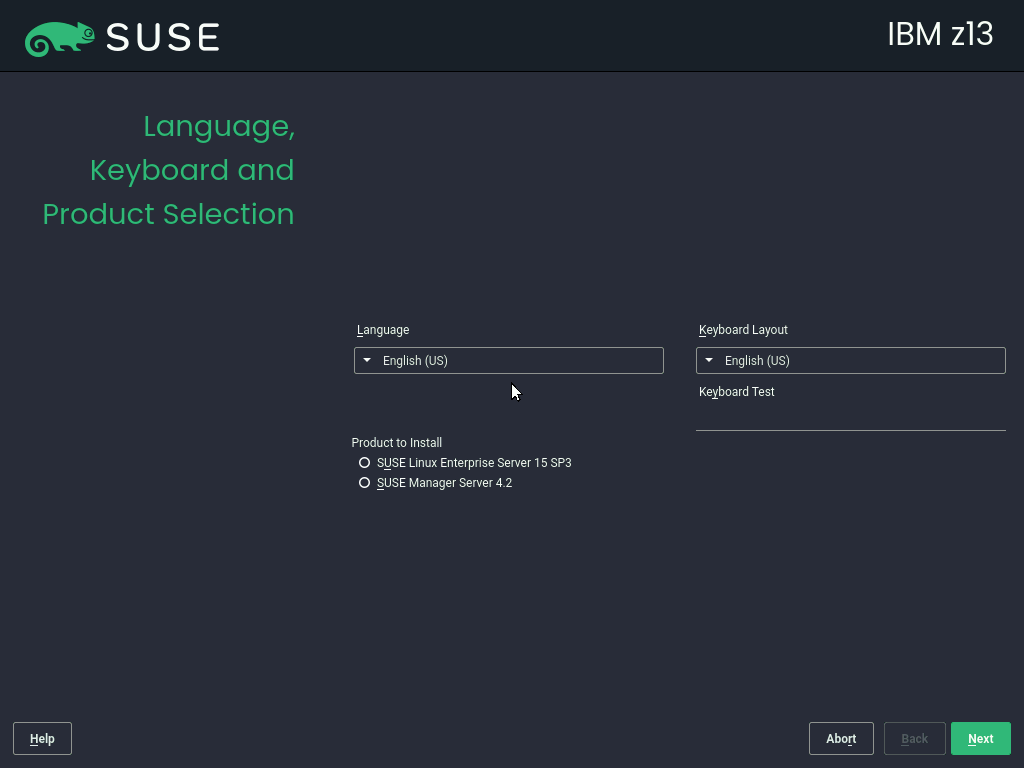 SUSE
IBM z13
Language,
Keyboard and
Product Selection
Language
Keyboard Layout
English (US)
English (US)
Keyboard Test
Product to Install
SUSE Linux Enterprise Server 15 SP3
SUSE Manager Server 4.2
Help
Abort
Back
Next